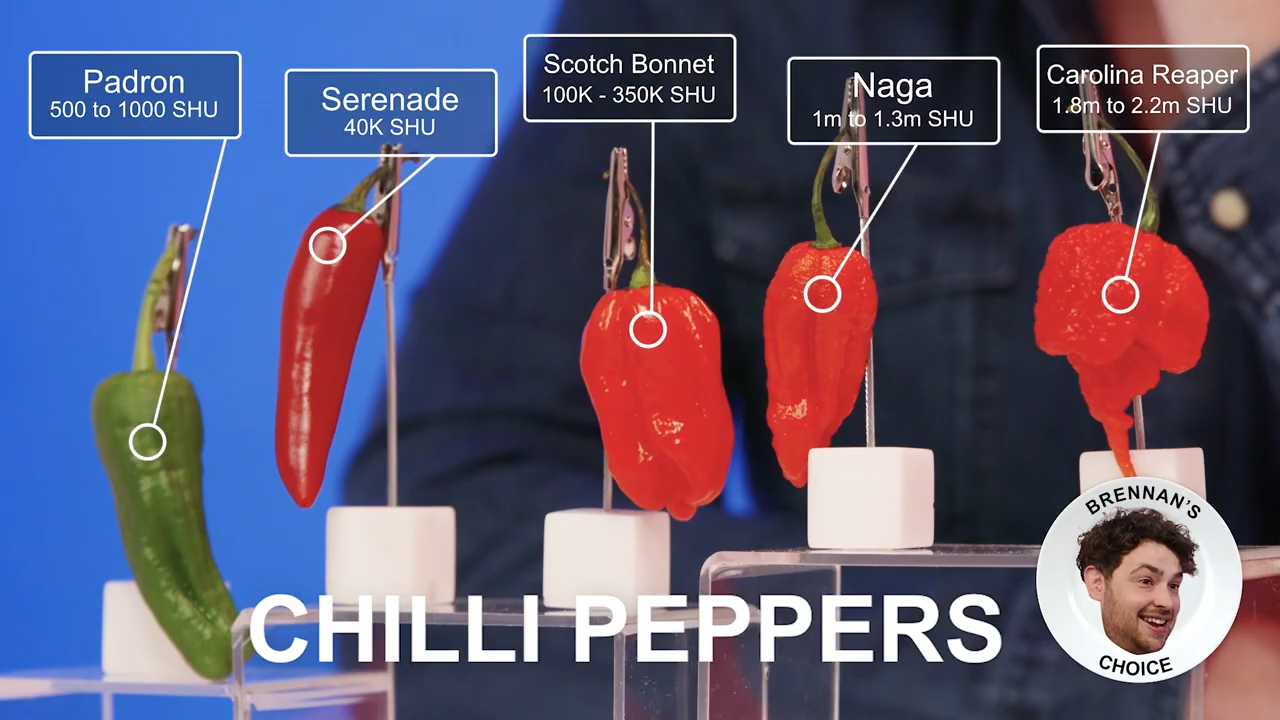 Padron
500 to 1000 SHU
Serenade
40K SHU
Scotch Bonnet
100K - 350K SHU
Naga
1m to 1.3m SHU
Carolina Reaper
1.8m to 2.2m SHU
CHILLI PEPPERS
BRENNAN'S
CHOICE